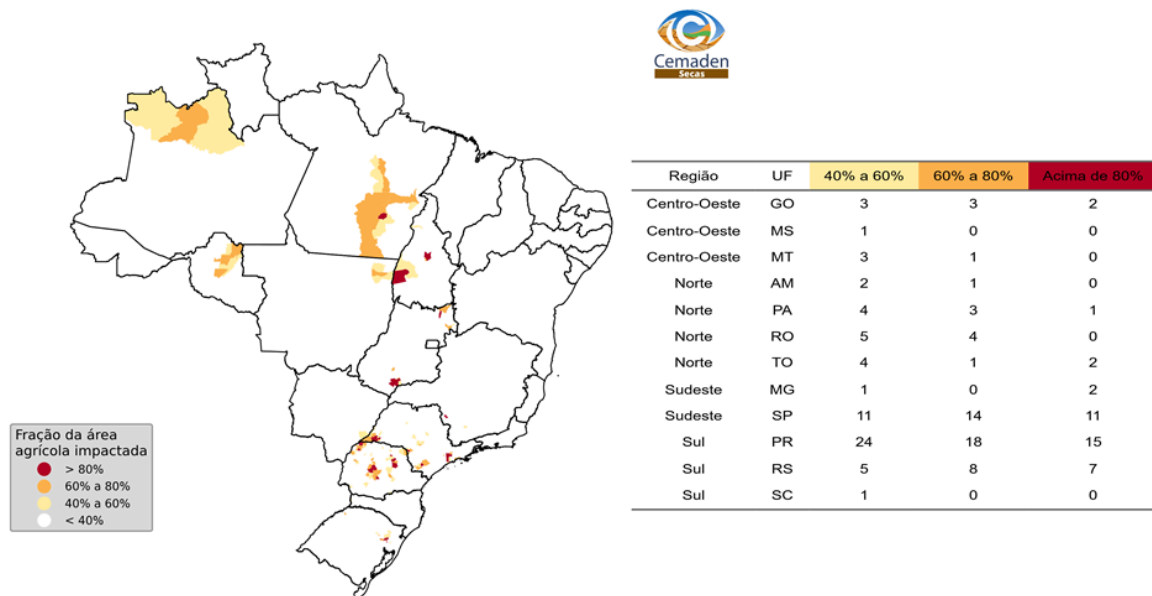 Cemaden
Secas
Região UF 40% a 60% 60% a 80% Acima de 80%
Centro-Oeste GO 3 3 2
Centro-Oeste MS 1 0 0
Centro-Oeste MT 3 1 0
Norte AM 2 1 0
Norte PA 4 3 1
Norte RO 5 4 0
Norte TO 4 1 2
Sudeste MG 1 0 2
Sudeste SP 11 14 11
Sul PR 24 18 15
Sul RS 5 8 7
Sul SC 1 0 0
Fração da área
agrícola impactada
> 80%
60% a 80%
40% a 60%
< 40%